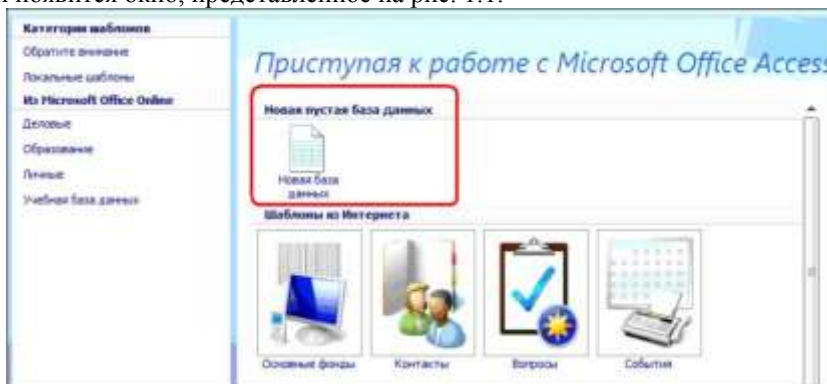 появится окно, представленное на рис. 1.1.
Категории шаблонов
Обратите внимание
Локальные шаблоны
Из Microsoft Office Online
Деловые
Образование
Личные
Учебная база данных
Приступая к работе с Microsoft Office Access
Новая пустая база данных
Новая база
данных
Шаблоны из Интернета
Основные фонды
Контакты
Вопросы
События